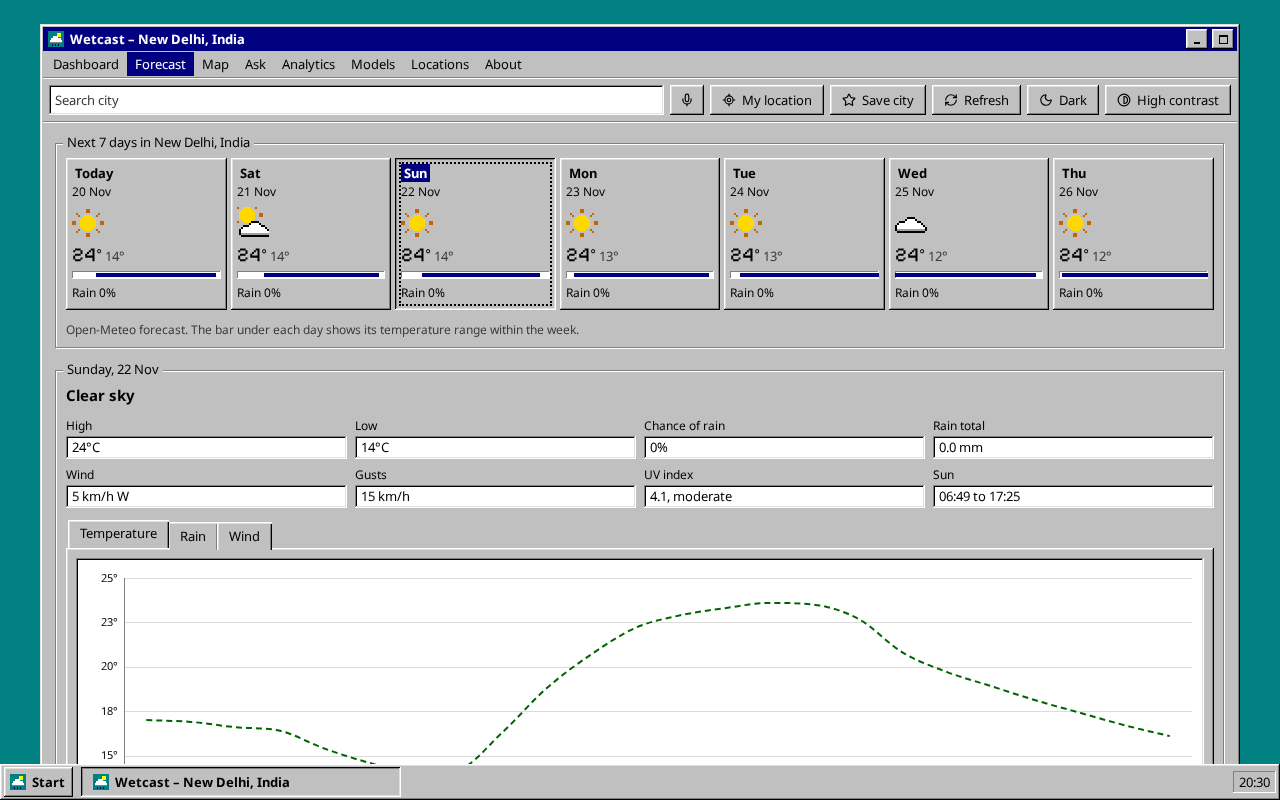 Wetcast – New Delhi, India
Dashboard Forecast Map Ask Analytics Models Locations About
Search city My location Save city Refresh Dark High contrast
Next 7 days in New Delhi, India
Today Sat Sun Mon Tue Wed Thu
20 Nov 21 Nov 22 Nov 23 Nov 24 Nov 25 Nov 26 Nov
24° 14° 24° 14° 24° 14° 24° 13° 24° 13° 24° 12° 24° 12°
Rain 0% Rain 0% Rain 0% Rain 0% Rain 0% Rain 0% Rain 0%
Open-Meteo forecast. The bar under each day shows its temperature range within the week.
Sunday, 22 Nov
Clear sky
High Low Chance of rain Rain total
24°C 14°C 0% 0.0 mm
Wind Gusts UV index Sun
5 km/h W 15 km/h 4.1, moderate 06:49 to 17:25
Temperature Rain Wind
25°
23°
20°
18°
15°
Start Wetcast – New Delhi, India 20:30